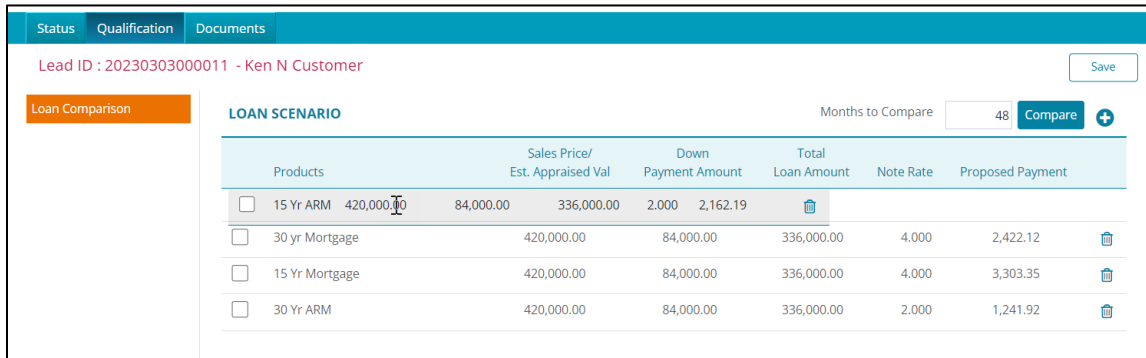 Status Qualification Documents
Lead ID : 20230303000011 - Ken N Customer
Save
Loan Comparison
LOAN SCENARIO
Months to Compare 48 Compare
Products
Sales Price/
Est. Appraised Val
Down
Payment Amount
Total
Loan Amount
Note Rate
Proposed Payment
15 Yr ARM 420,000.00 84,000.00 336,000.00 2.000 2,162.19
30 yr Mortgage 420,000.00 84,000.00 336,000.00 4.000 2,422.12
15 Yr Mortgage 420,000.00 84,000.00 336,000.00 4.000 3,303.35
30 Yr ARM 420,000.00 84,000.00 336,000.00 2.000 1,241.92